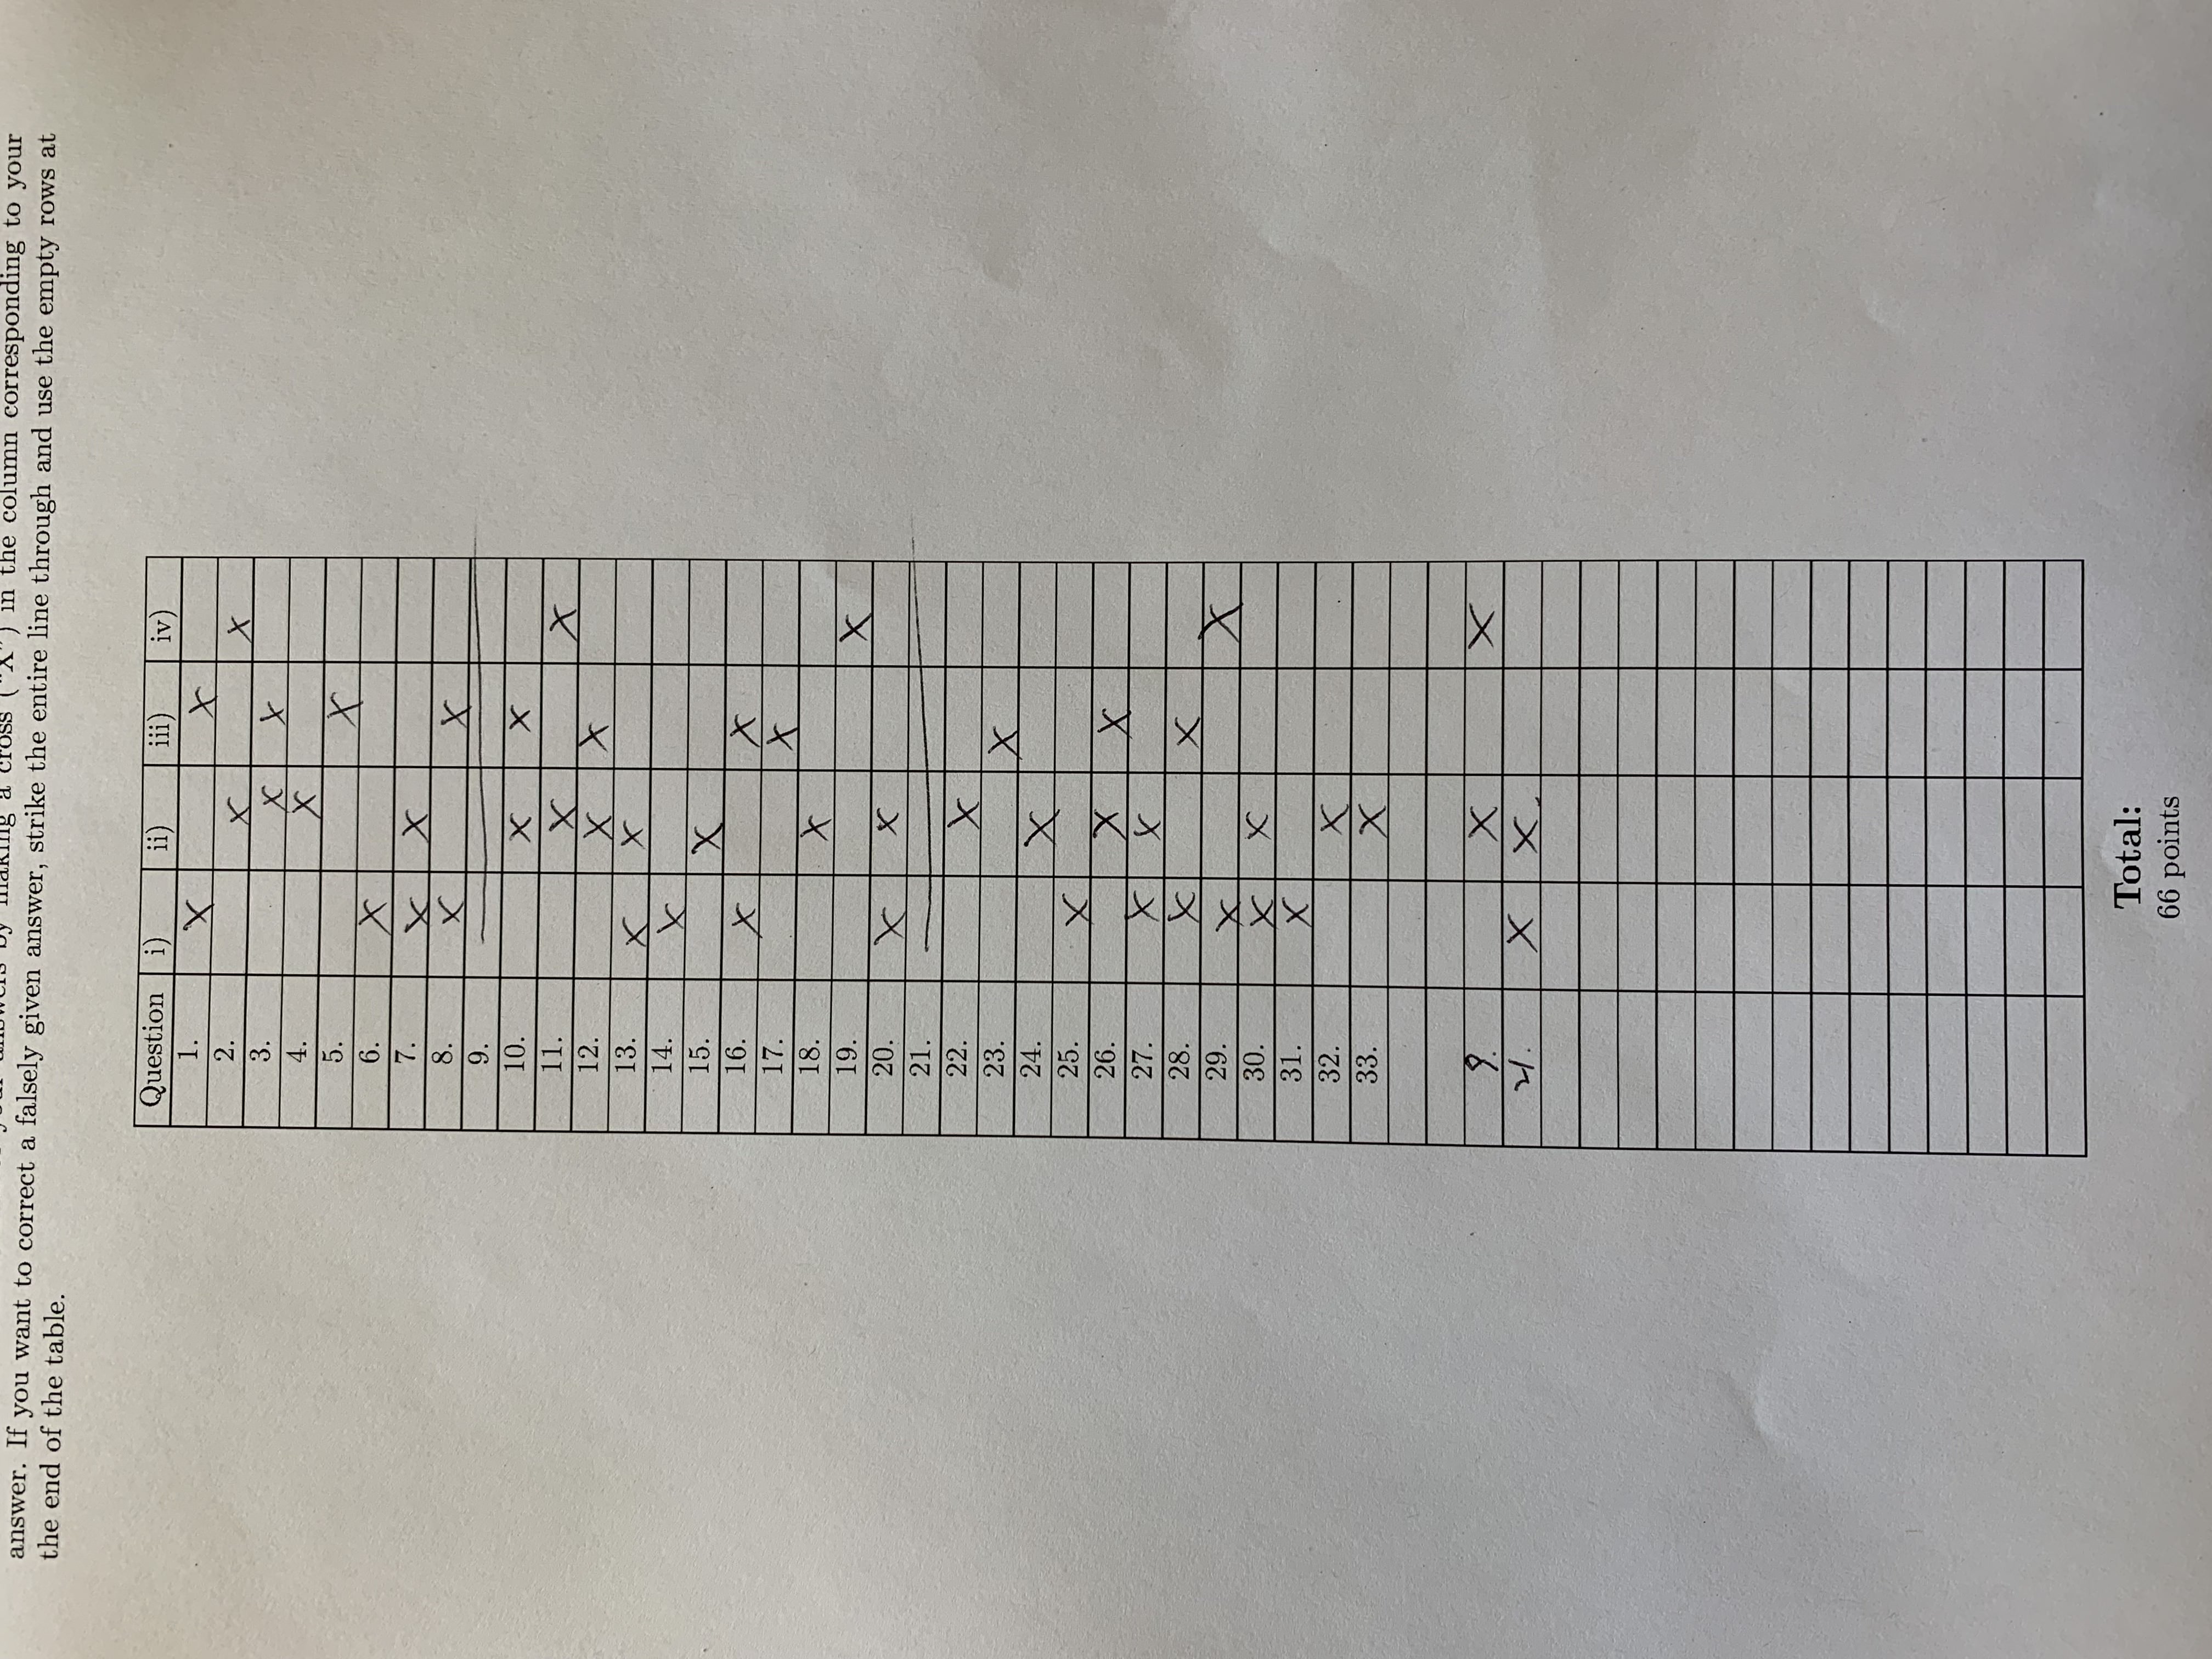 your answers by making a cross ("X") in the column corresponding to your
answer. If you want to correct a falsely given answer, strike the entire line through and use the empty rows at
the end of the table.
Question i) ii) iii) iv)
1. X X
2. X X
3. X X
4. X
5. X
6. X
7. X X
8. X X
9.
10. X X
11. X X
12. X X
13. X X
14. X
15. X
16. X X
17. X
18. X
19. X
20. X X
21.
22. X
23. X
24. X
25. X
26. X X
27. X X
28. X X
29. X X
30. X X
31. X
32. X
33. X
9. X X
21. X X
Total:
66 points